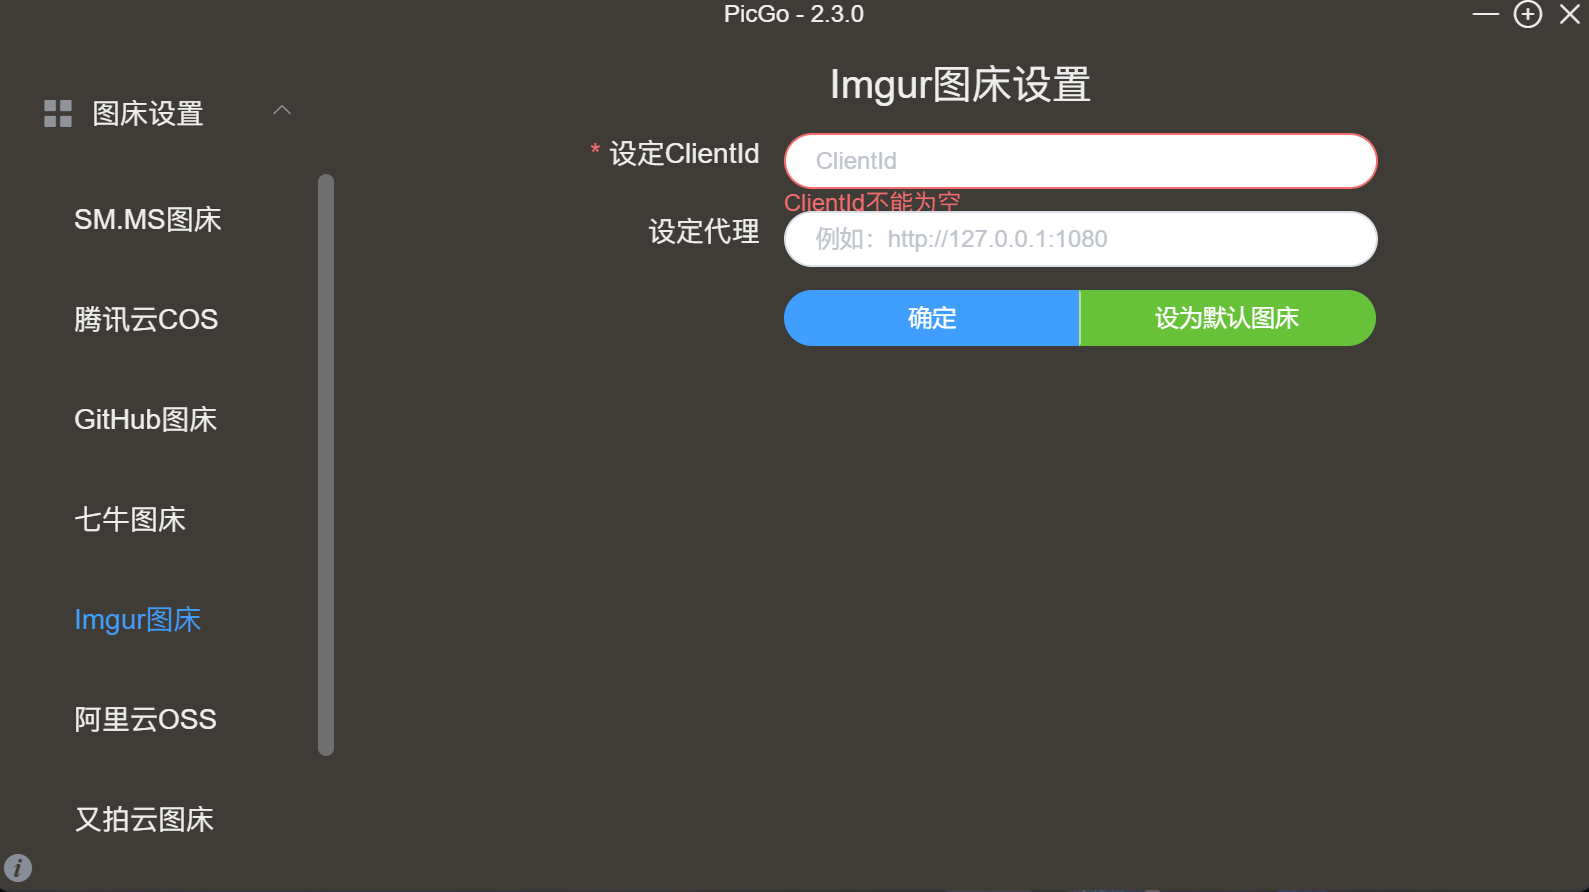 PicGo - 2.3.0
图床设置
SM.MS图床
腾讯云COS
GitHub图床
七牛图床
Imgur图床
阿里云OSS
又拍云图床
Imgur图床设置
* 设定ClientId
ClientId
ClientId不能为空
设定代理
例如：http://127.0.0.1:1080
确定
设为默认图床